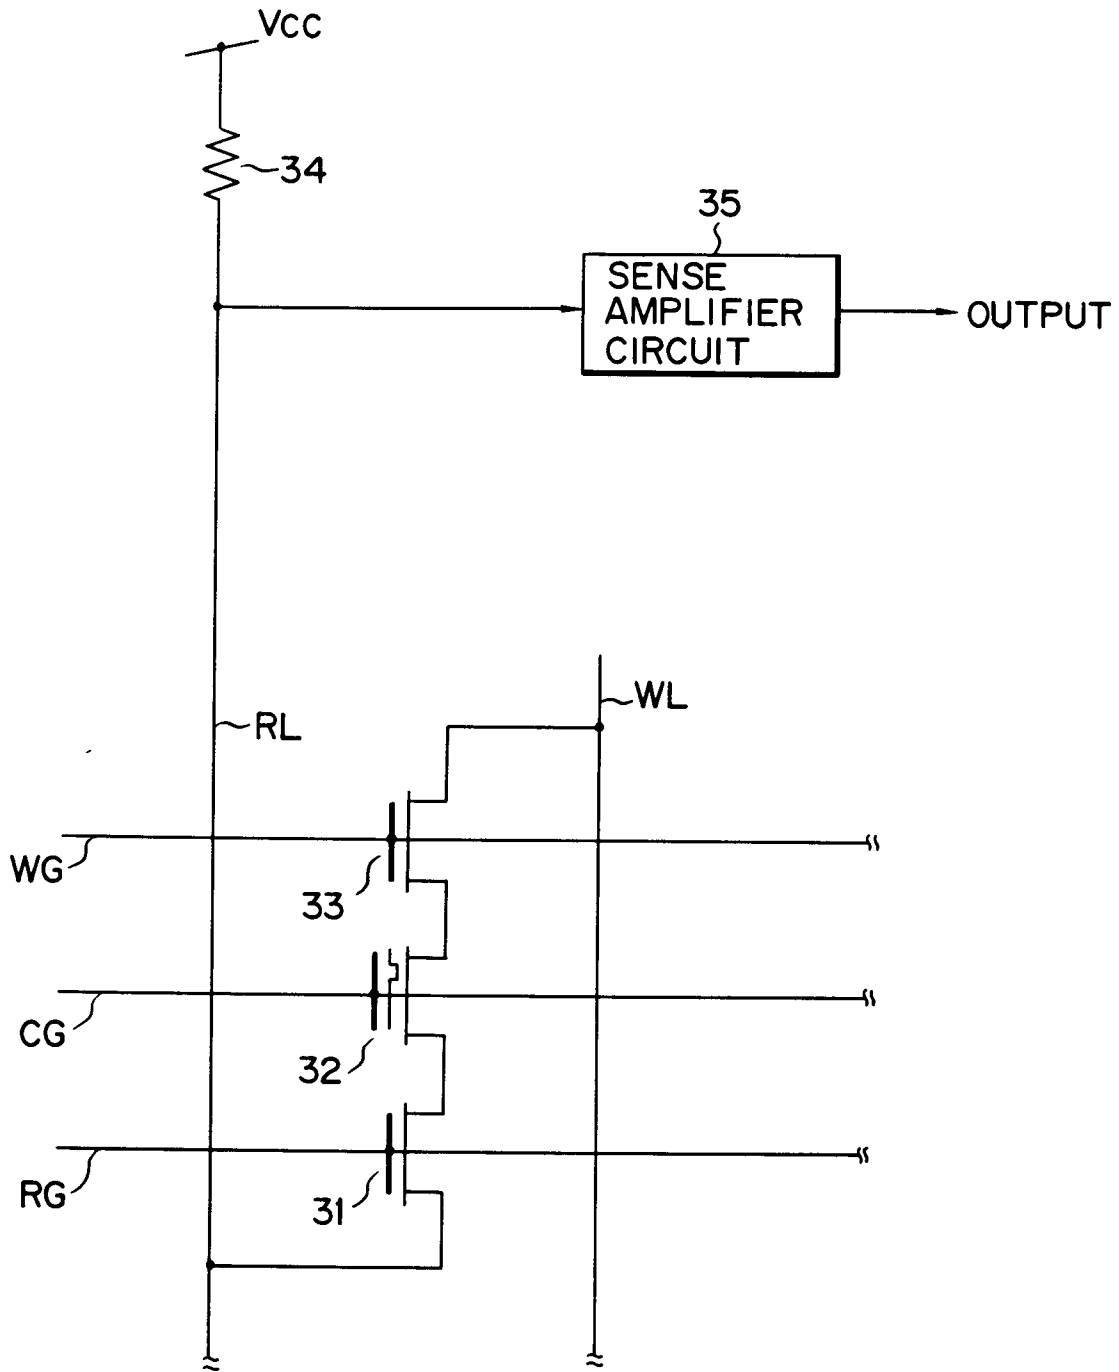 VCC
34
35
SENSE
AMPLIFIER
CIRCUIT
OUTPUT
WL
RL
WG
33
CG
32
RG
31